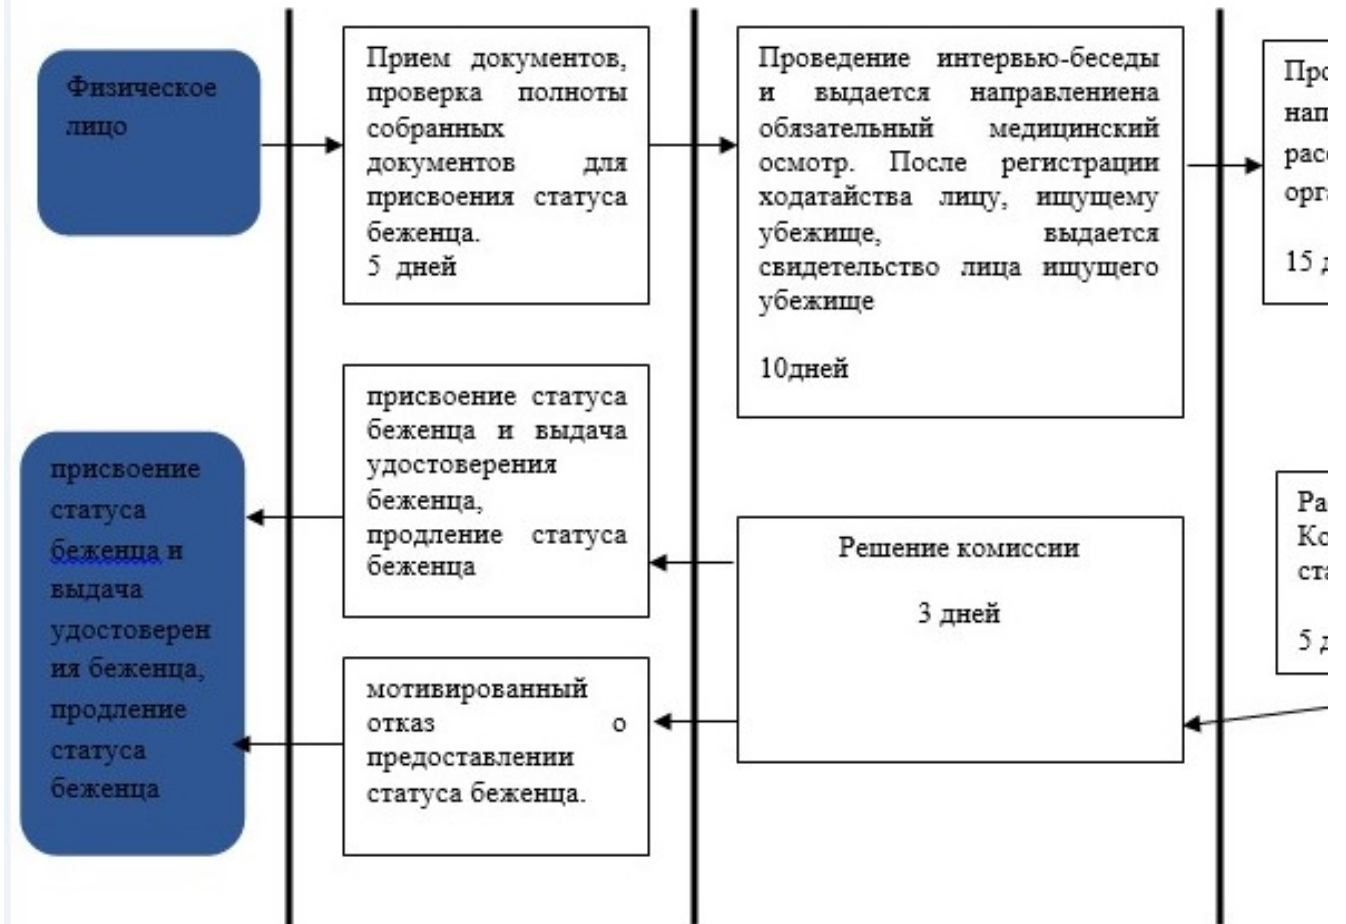 Физическое
лицо
Прием документов,
проверка полноты
собранных
документов для
присвоения статуса
беженца.
5 дней
Проведение интервью-беседы
и выдается направлениена
обязательный медицинский
осмотр. После регистрации
ходатайства лицу, ищущему
убежище, выдается
свидетельство лица ищущего
убежище
10дней
15
присвоение
статуса
беженца и
выдача
удостоверен
ия беженца,
продление
статуса
беженца
присвоение статуса
беженца и выдача
удостоверения
беженца,
продление статуса
беженца
мотивированный
отказ о
предоставлении
статуса беженца.
Решение комиссии
3 дней
5